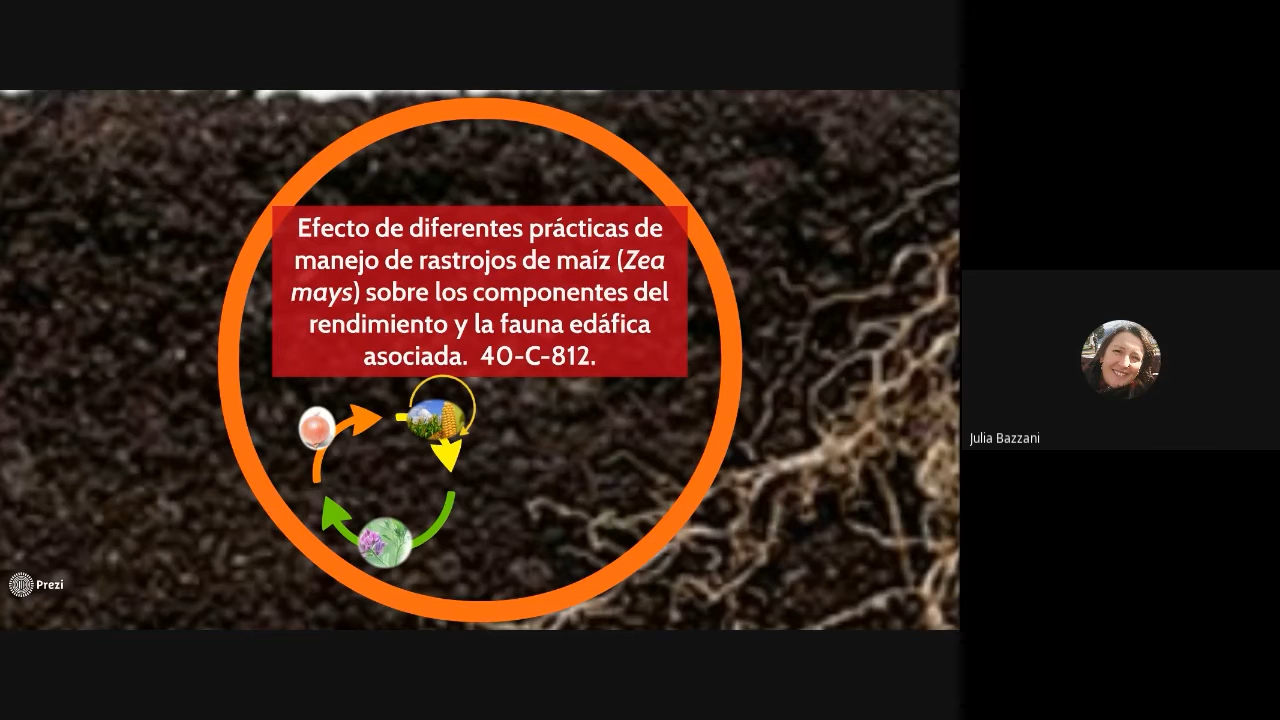 Efecto de diferentes prácticas de
manejo de rastrojos de maíz (Zea
mays) sobre los componentes del
rendimiento y la fauna edáfica
asociada. 40-C-812.
Prezi
Julia Bazzani